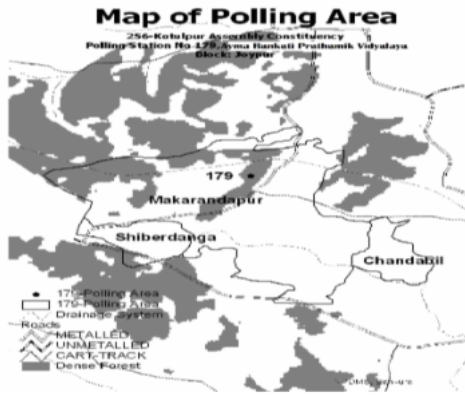 Map of Polling Area
256-Kotulpur Assembly Constituency
Polling Station No 179, Ayma Hankati Prathamik Vidyalaya
Block: Joypur
179
Makarandapur
Shiberdanga
Chandabil
179-Polling Area
179-Polling Area
Drainage System
Roads
METALLED
UNMETALLED
CART-TRACK
Dense Forest